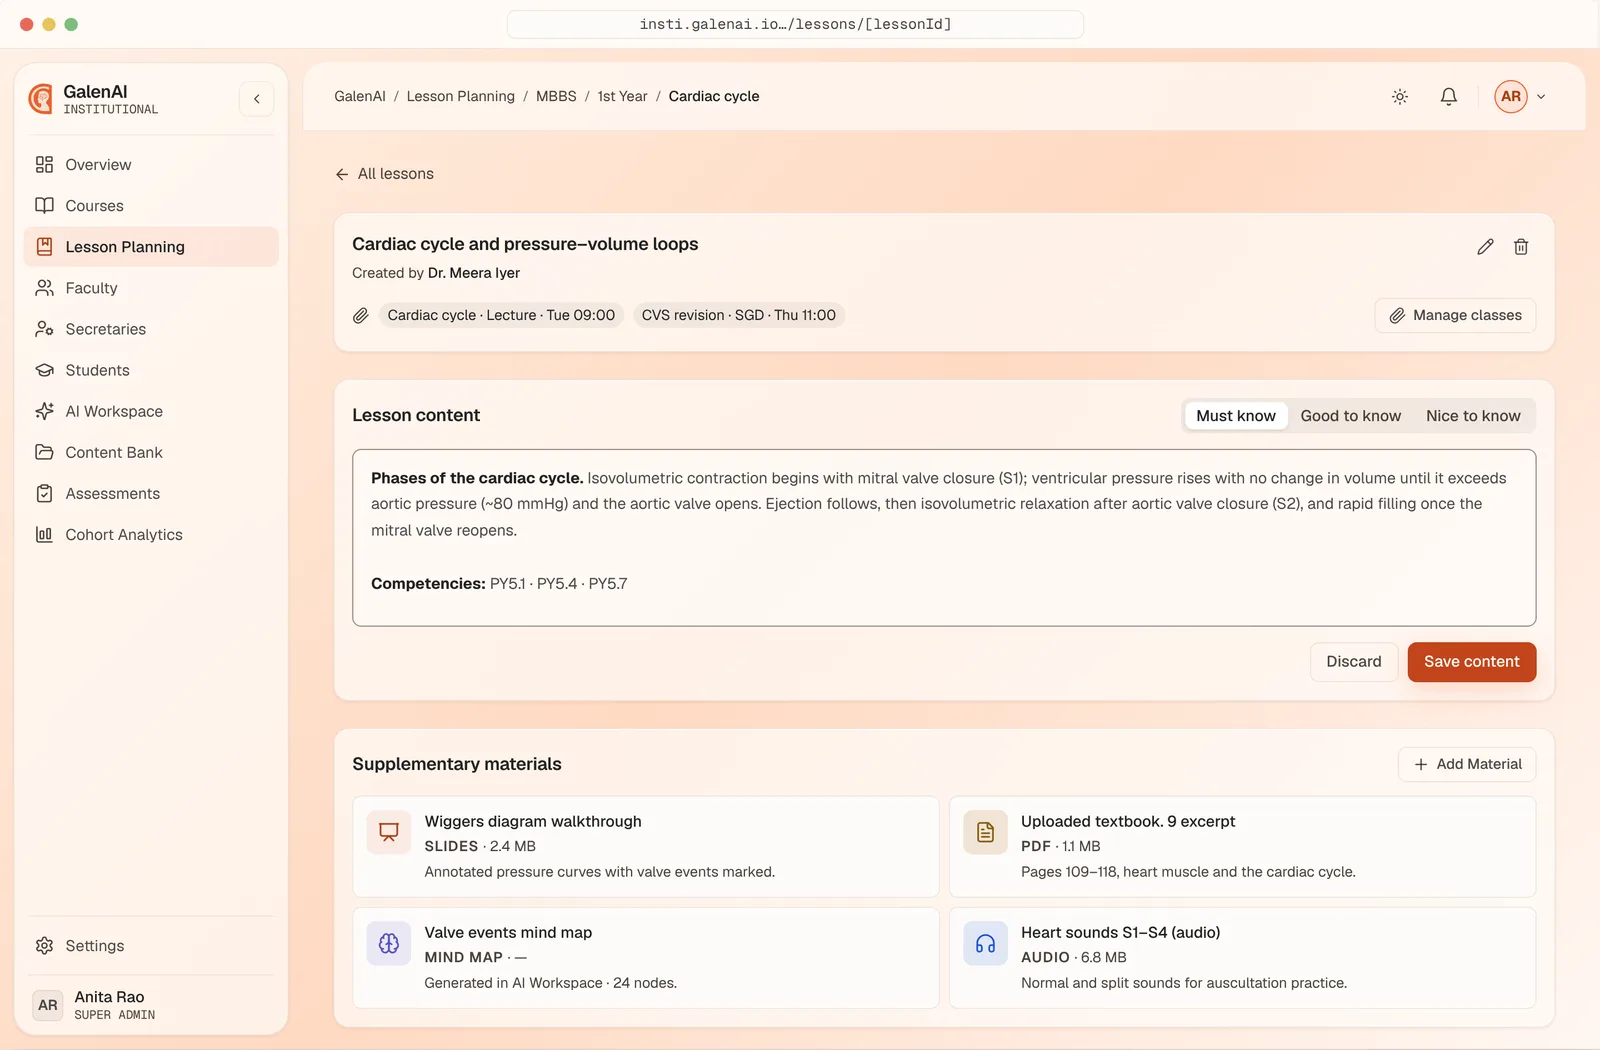 insti.galenai.io…/lessons/[lessonId]
GalenAI
INSTITUTIONAL
Overview
Courses
Lesson Planning
Faculty
Secretaries
Students
AI Workspace
Content Bank
Assessments
Cohort Analytics
Settings
AR
Anita Rao
SUPER ADMIN
GalenAI / Lesson Planning / MBBS / 1st Year / Cardiac cycle
AR
All lessons
Cardiac cycle and pressure–volume loops
Created by Dr. Meera Iyer
Cardiac cycle · Lecture · Tue 09:00
CVS revision · SGD · Thu 11:00
Manage classes
Lesson content
Must know
Good to know
Nice to know
Phases of the cardiac cycle. Isovolumetric contraction begins with mitral valve closure (S1); ventricular pressure rises with no change in volume until it exceeds
aortic pressure (~80 mmHg) and the aortic valve opens. Ejection follows, then isovolumetric relaxation after aortic valve closure (S2), and rapid filling once the
mitral valve reopens.
Competencies: PY5.1 · PY5.4 · PY5.7
Discard
Save content
Supplementary materials
Add Material
Wiggers diagram walkthrough
SLIDES · 2.4 MB
Annotated pressure curves with valve events marked.
Uploaded textbook. 9 excerpt
PDF · 1.1 MB
Pages 109–118, heart muscle and the cardiac cycle.
Valve events mind map
MIND MAP · —
Generated in AI Workspace · 24 nodes.
Heart sounds S1–S4 (audio)
AUDIO · 6.8 MB
Normal and split sounds for auscultation practice.